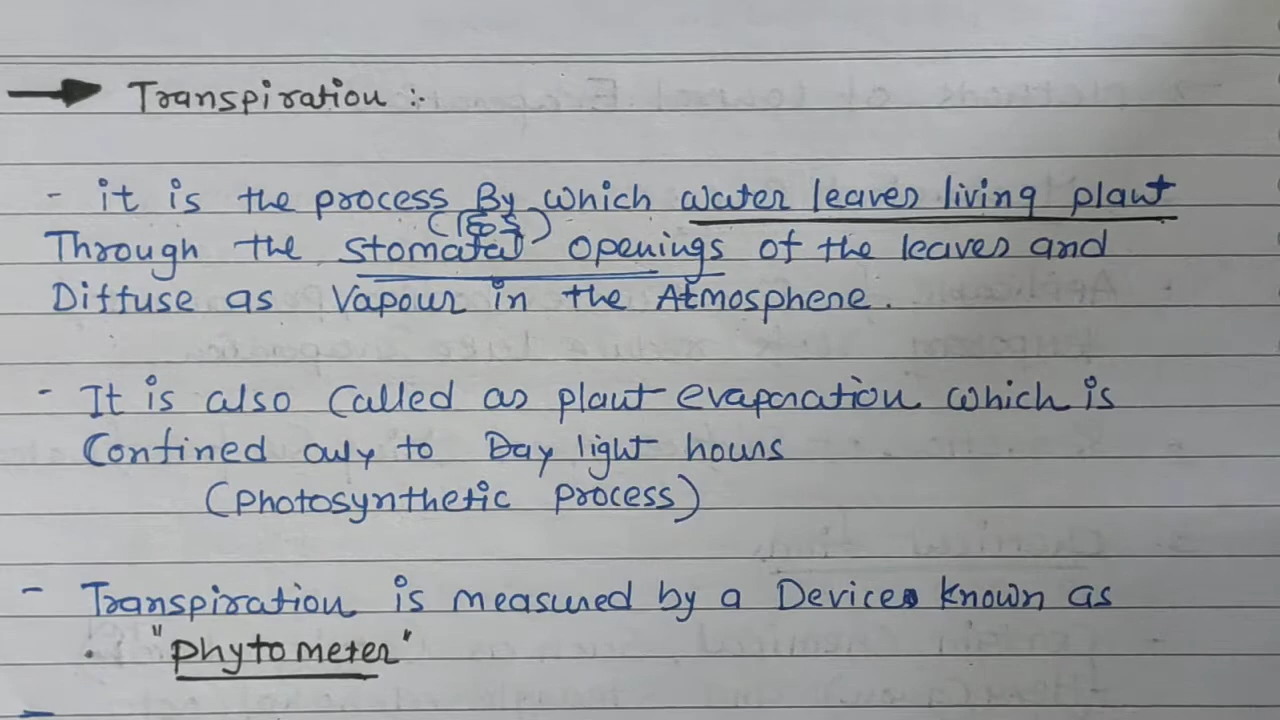 Transpiration :-
- it is the process By which water leaves living plant
Through the stomatal openings of the leaves and
Diffuse as Vapour in the Atmosphere.
- It is also Called as plant evaporation which is
Confined only to Day light hours
(Photosynthetic process)
- Transpiration is measured by a Device known as
"phytometer"